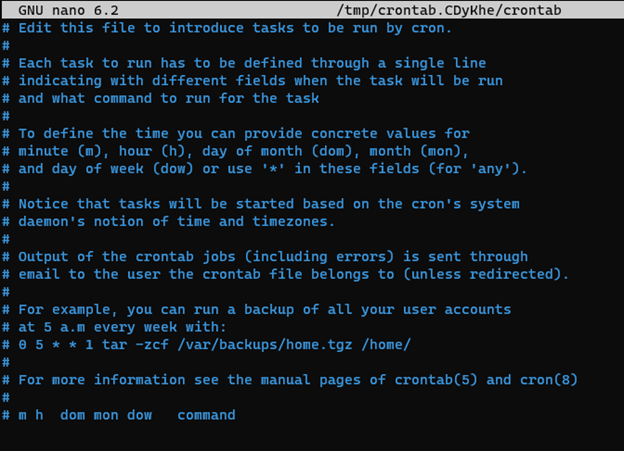 GNU nano 6.2 /tmp/crontab.CDyKhe/crontab
# Edit this file to introduce tasks to be run by cron.
#
# Each task to run has to be defined through a single line
# indicating with different fields when the task will be run
# and what command to run for the task
#
# To define the time you can provide concrete values for
# minute (m), hour (h), day of month (dom), month (mon),
# and day of week (dow) or use '*' in these fields (for 'any').
#
# Notice that tasks will be started based on the cron's system
# daemon's notion of time and timezones.
#
# Output of the crontab jobs (including errors) is sent through
# email to the user the crontab file belongs to (unless redirected).
#
# For example, you can run a backup of all your user accounts
# at 5 a.m every week with:
# 0 5 * * 1 tar -zcf /var/backups/home.tgz /home/
#
# For more information see the manual pages of crontab(5) and cron(8)
#
# m h  dom mon dow   command